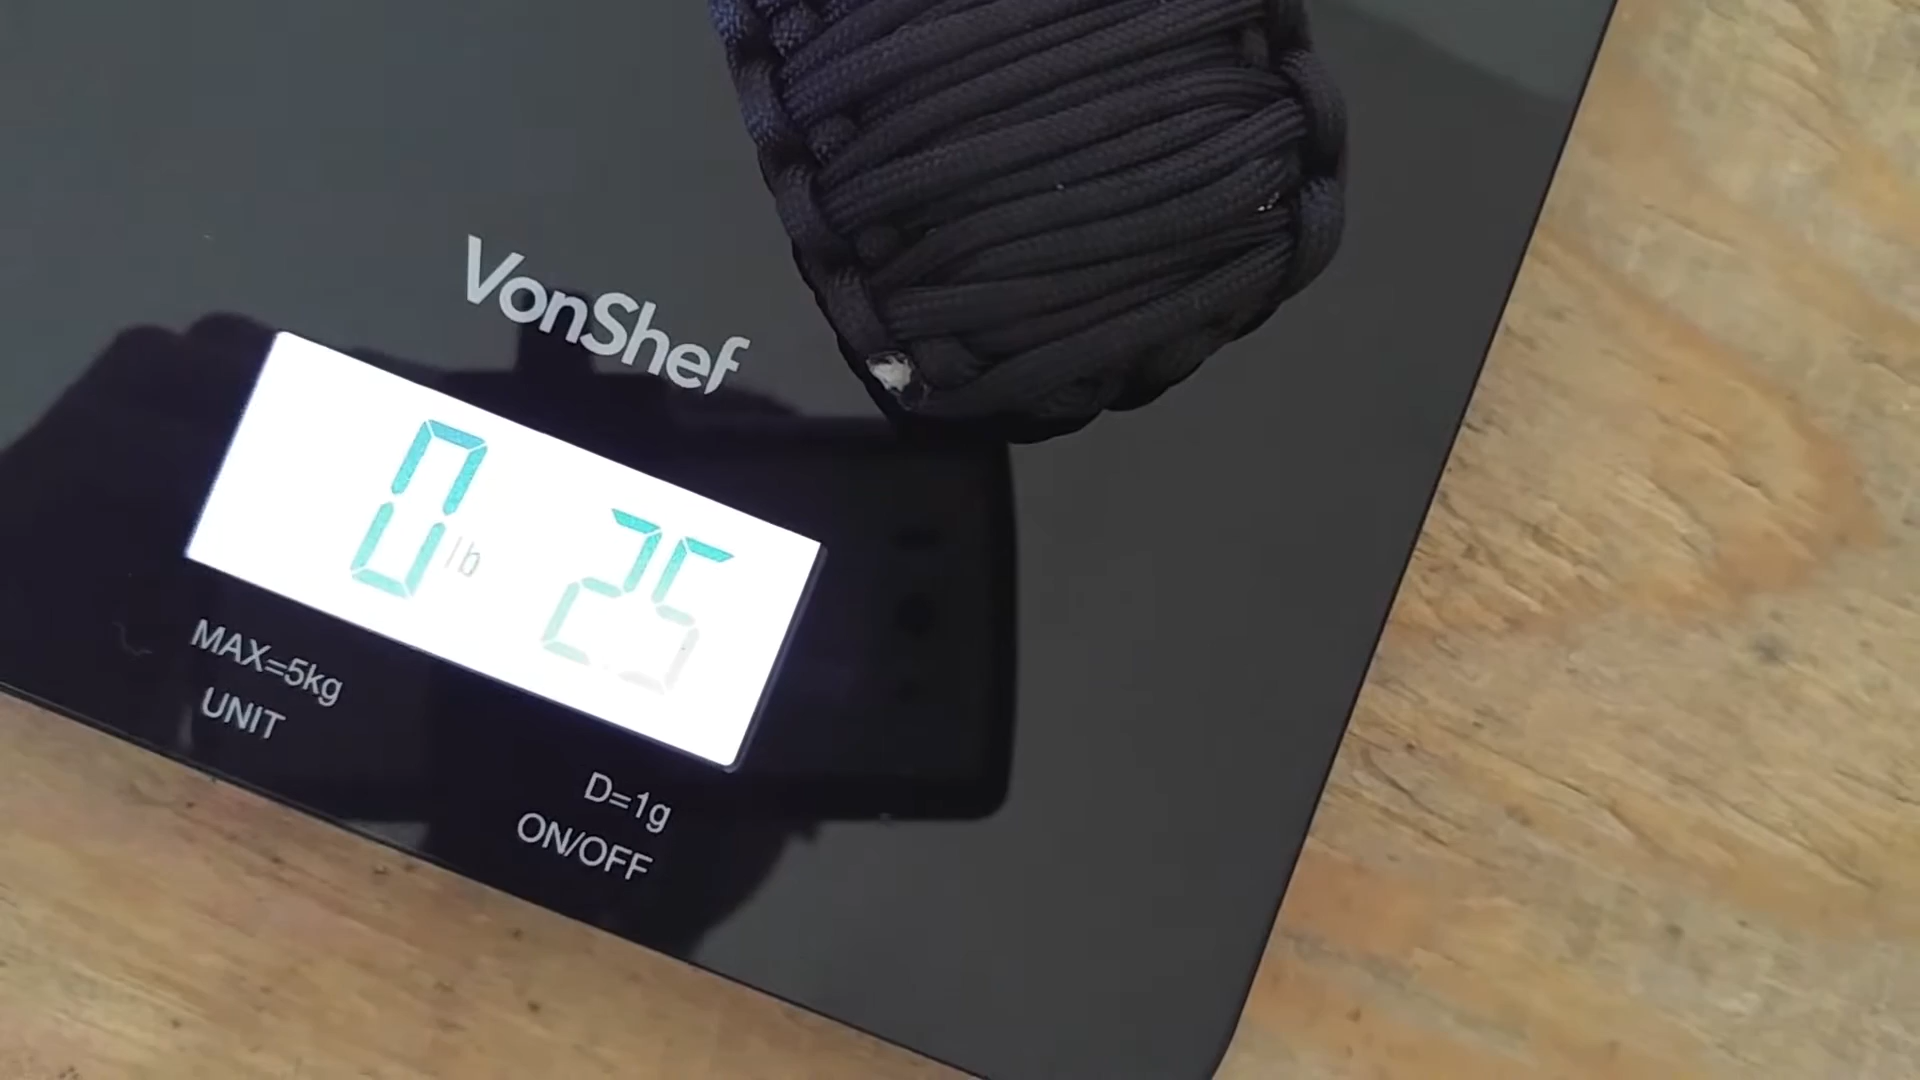 VonShef
0 lb 25
MAX=5kg
UNIT
D=1g
ON/OFF